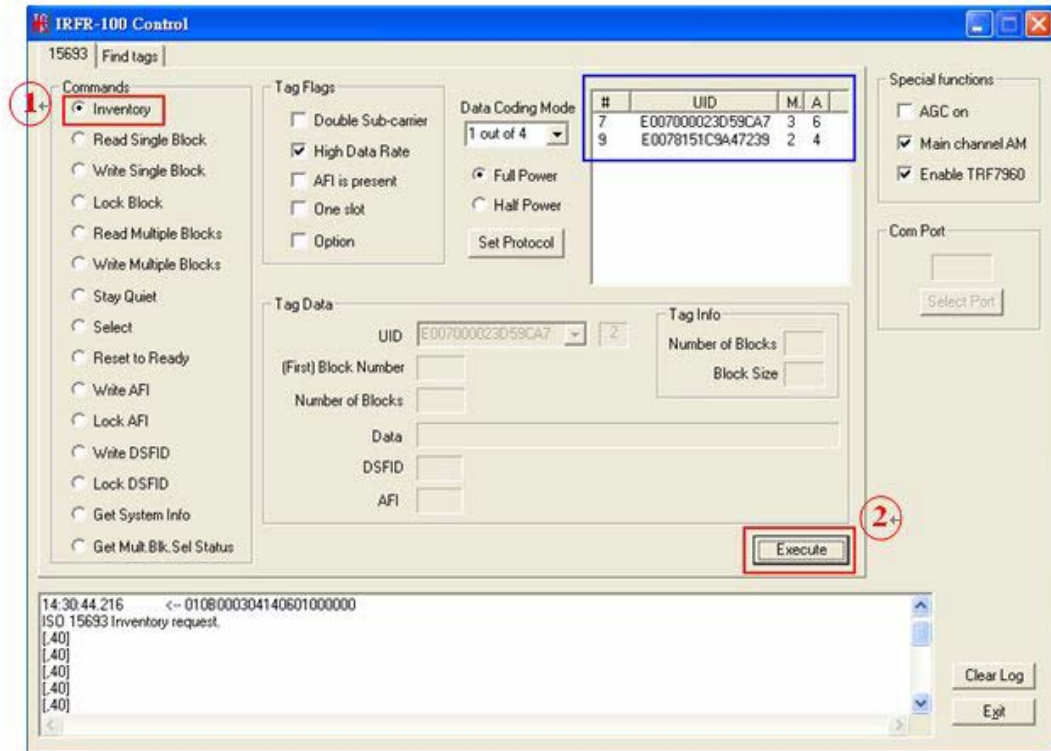 IRFR-100 Control
15693 Find tags
Commands
1
Inventory
Read Single Block
Write Single Block
Lock Block
Read Multiple Blocks
Write Multiple Blocks
Stay Quiet
Select
Reset to Ready
Write AFI
Lock AFI
Write DSFID
Lock DSFID
Get System Info
Get Mult.Blk.Sel Status
Tag Flags
Double Sub-carrier
High Data Rate
AFI is present
One slot
Option
Data Coding Mode
1 out of 4
Full Power
Half Power
Set Protocol
# UID M. A
7 E007000023D59CA7 3 6
9 E0078151C9A47239 2 4
Special functions
AGC on
Main channel AM
Enable TRF7960
Com Port
Select Port
Tag Data
UID E007000023D59CA7 2
(First) Block Number
Number of Blocks
Data
DSFID
AFI
Tag Info
Number of Blocks
Block Size
2
Execute
14:30:44.216 <-- 010B000304140601000000
ISO 15693 Inventory request.
[,40]
[,40]
[,40]
[,40]
[,40]
Clear Log
Exit